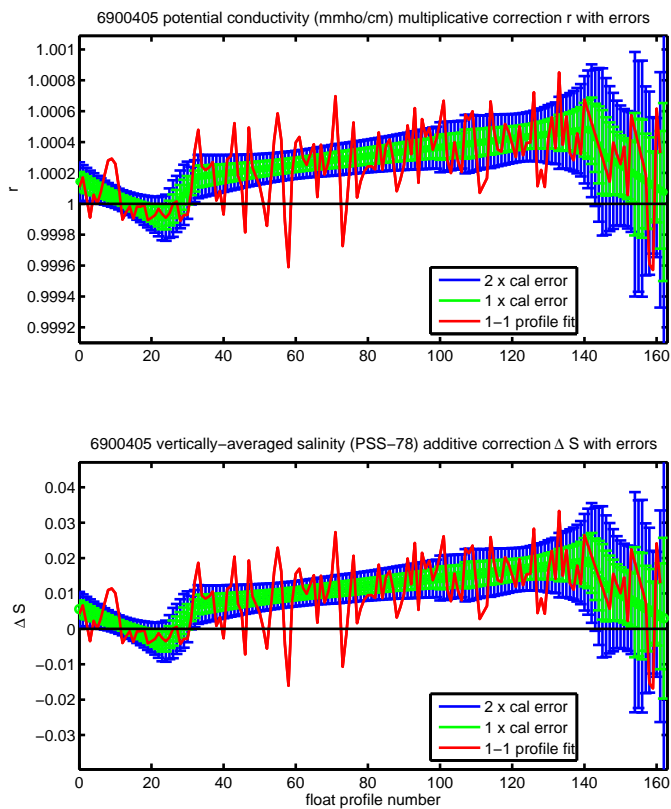 6900405 potential conductivity (mmho/cm) multiplicative correction r with errors
1.001
1.0008
1.0006
1.0004
1.0002
1
0.9998
0.9996
0.9994
0.9992
r
2 x cal error
1 x cal error
1−1 profile fit
0 20 40 60 80 100 120 140 160
6900405 vertically−averaged salinity (PSS−78) additive correction Δ S with errors
0.04
0.03
0.02
0.01
0
−0.01
−0.02
−0.03
Δ S
2 x cal error
1 x cal error
1−1 profile fit
0 20 40 60 80 100 120 140 160
float profile number